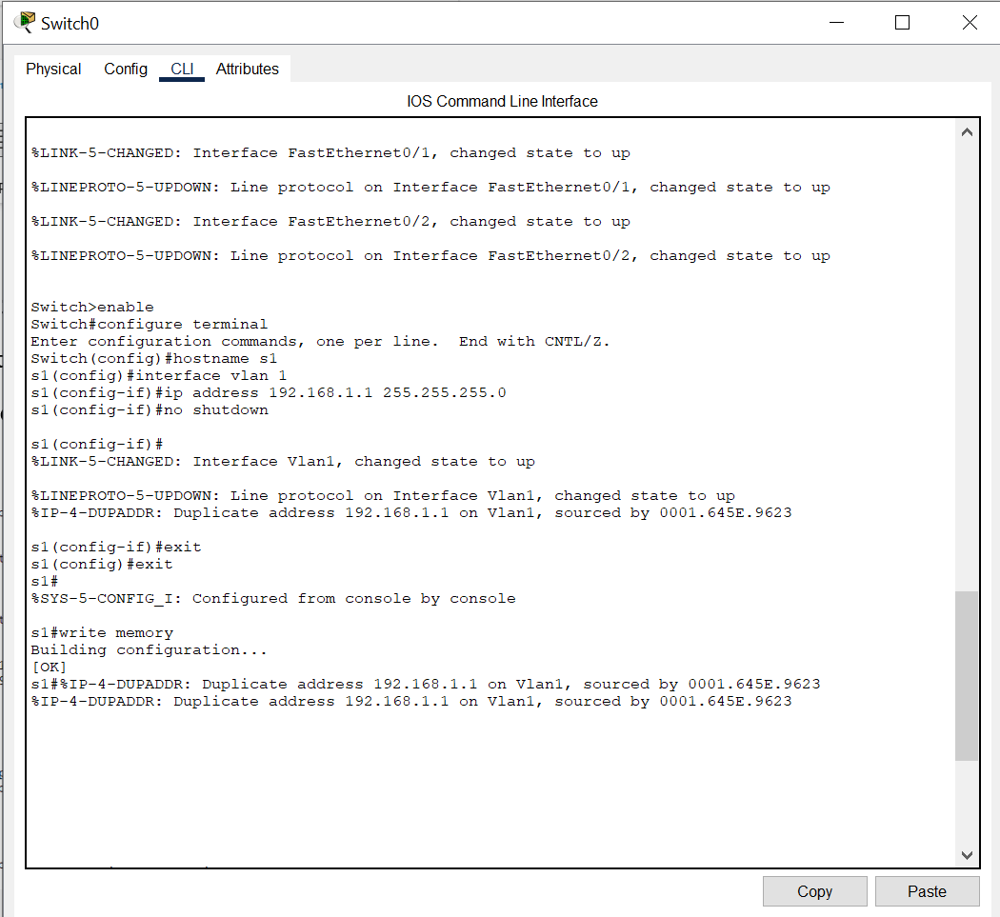 Switch0
Physical Config CLI Attributes
IOS Command Line Interface
%LINK-5-CHANGED: Interface FastEthernet0/1, changed state to up
%LINEPROTO-5-UPDOWN: Line protocol on Interface FastEthernet0/1, changed state to up
%LINK-5-CHANGED: Interface FastEthernet0/2, changed state to up
%LINEPROTO-5-UPDOWN: Line protocol on Interface FastEthernet0/2, changed state to up
Switch>enable
Switch#configure terminal
Enter configuration commands, one per line.  End with CNTL/Z.
Switch(config)#hostname s1
s1(config)#interface vlan 1
s1(config-if)#ip address 192.168.1.1 255.255.255.0
s1(config-if)#no shutdown
s1(config-if)#
%LINK-5-CHANGED: Interface Vlan1, changed state to up
%LINEPROTO-5-UPDOWN: Line protocol on Interface Vlan1, changed state to up
%IP-4-DUPADDR: Duplicate address 192.168.1.1 on Vlan1, sourced by 0001.645E.9623
s1(config-if)#exit
s1(config)#exit
s1#
%SYS-5-CONFIG_I: Configured from console by console
s1#write memory
Building configuration...
[OK]
s1#%IP-4-DUPADDR: Duplicate address 192.168.1.1 on Vlan1, sourced by 0001.645E.9623
%IP-4-DUPADDR: Duplicate address 192.168.1.1 on Vlan1, sourced by 0001.645E.9623
Copy Paste